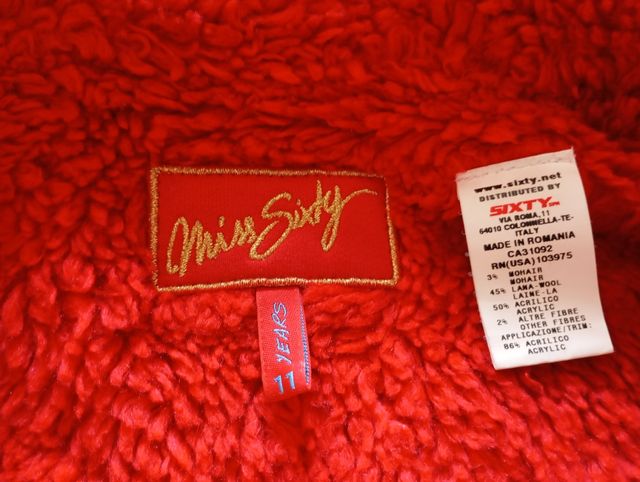 Miss Sixty
11 YEARS
www.sixty.net
DISTRIBUTED BY
SIXTY SPA
VIA ROMA,11
64010 COLONNELLA-TE-
ITALY
MADE IN ROMANIA
CA31092
RN(USA)103975
3% MOHAIR
MOHAIR
45% LANA-WOOL
LAINE-LA
50% ACRILICO
ACRYLIC
2% ALTRE FIBRE
OTHER FIBRES
APPLICAZIONE/TRIM:
86% ACRILICO
ACRYLIC